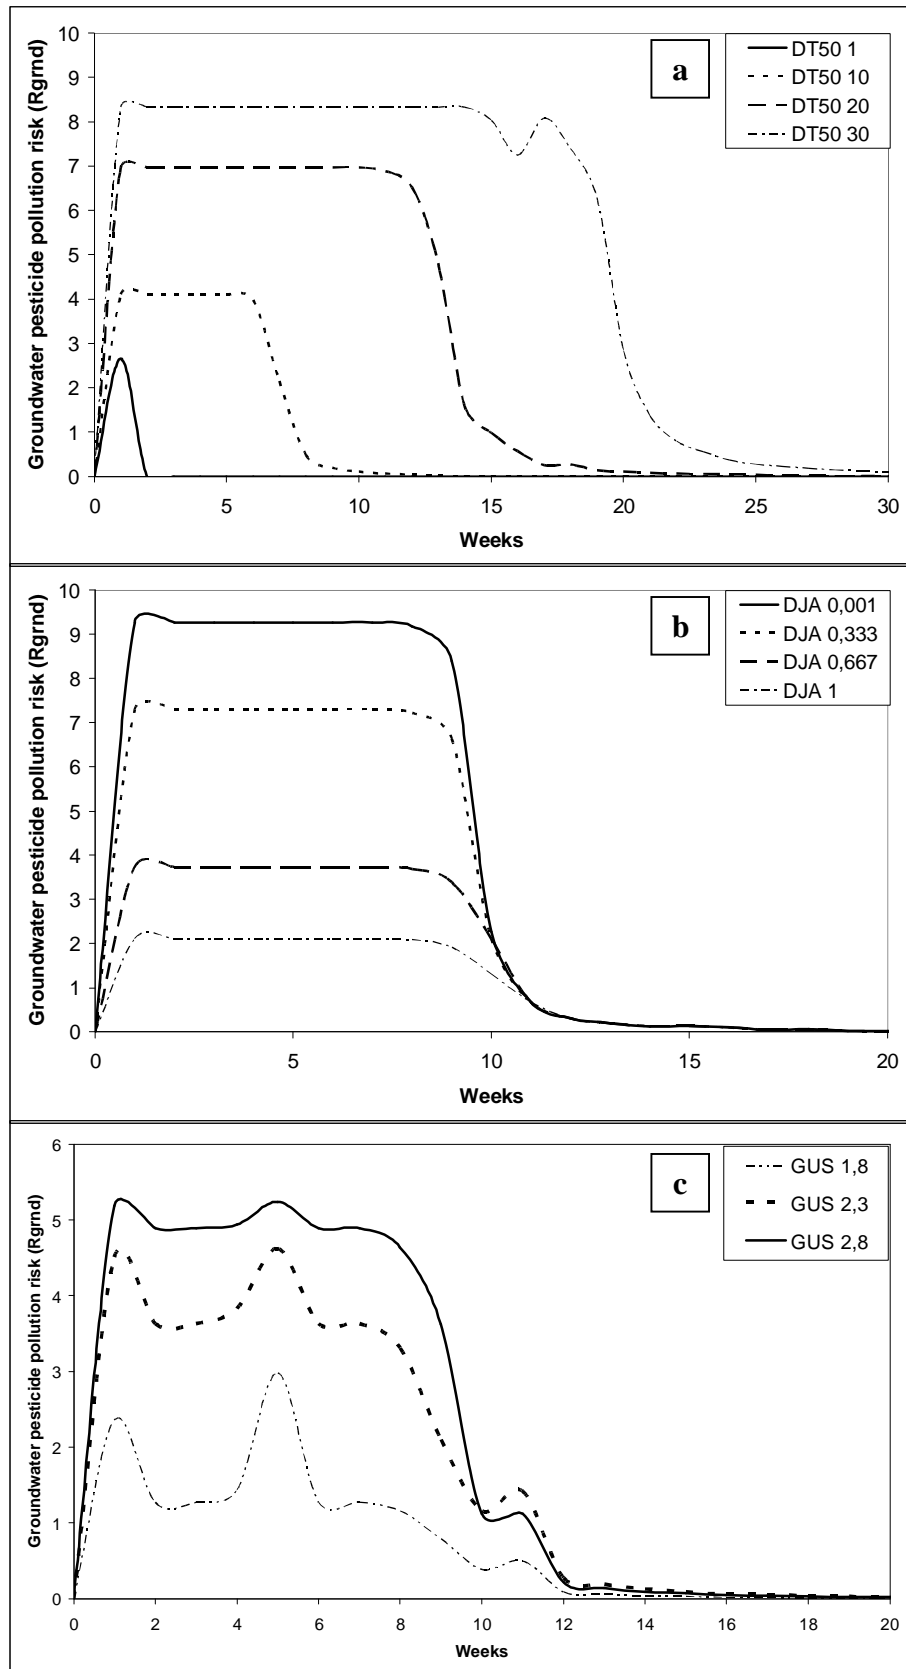 Groundwater pesticide pollution risk (Rgrnd)
10
9
8
7
6
5
4
3
2
1
0
a
DT50 1
DT50 10
DT50 20
DT50 30
0 5 10 15 20 25 30
Weeks
Groundwater pesticide pollution risk (Rgrnd)
10
9
8
7
6
5
4
3
2
1
0
b
DJA 0,001
DJA 0,333
DJA 0,667
DJA 1
0 5 10 15 20
Weeks
Groundwater pesticide pollution risk (Rgrnd)
6
5
4
3
2
1
0
c
GUS 1,8
GUS 2,3
GUS 2,8
0 2 4 6 8 10 12 14 16 18 20
Weeks